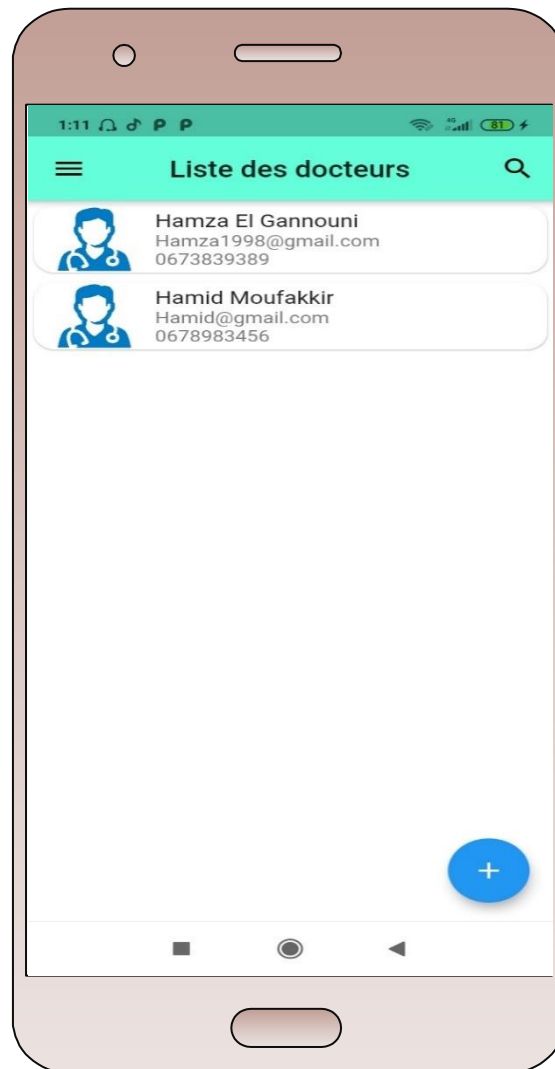 1:11 P P 4G 81
Liste des docteurs
Hamza El Gannouni
Hamza1998@gmail.com
0673839389
Hamid Moufakkir
Hamid@gmail.com
0678983456
+